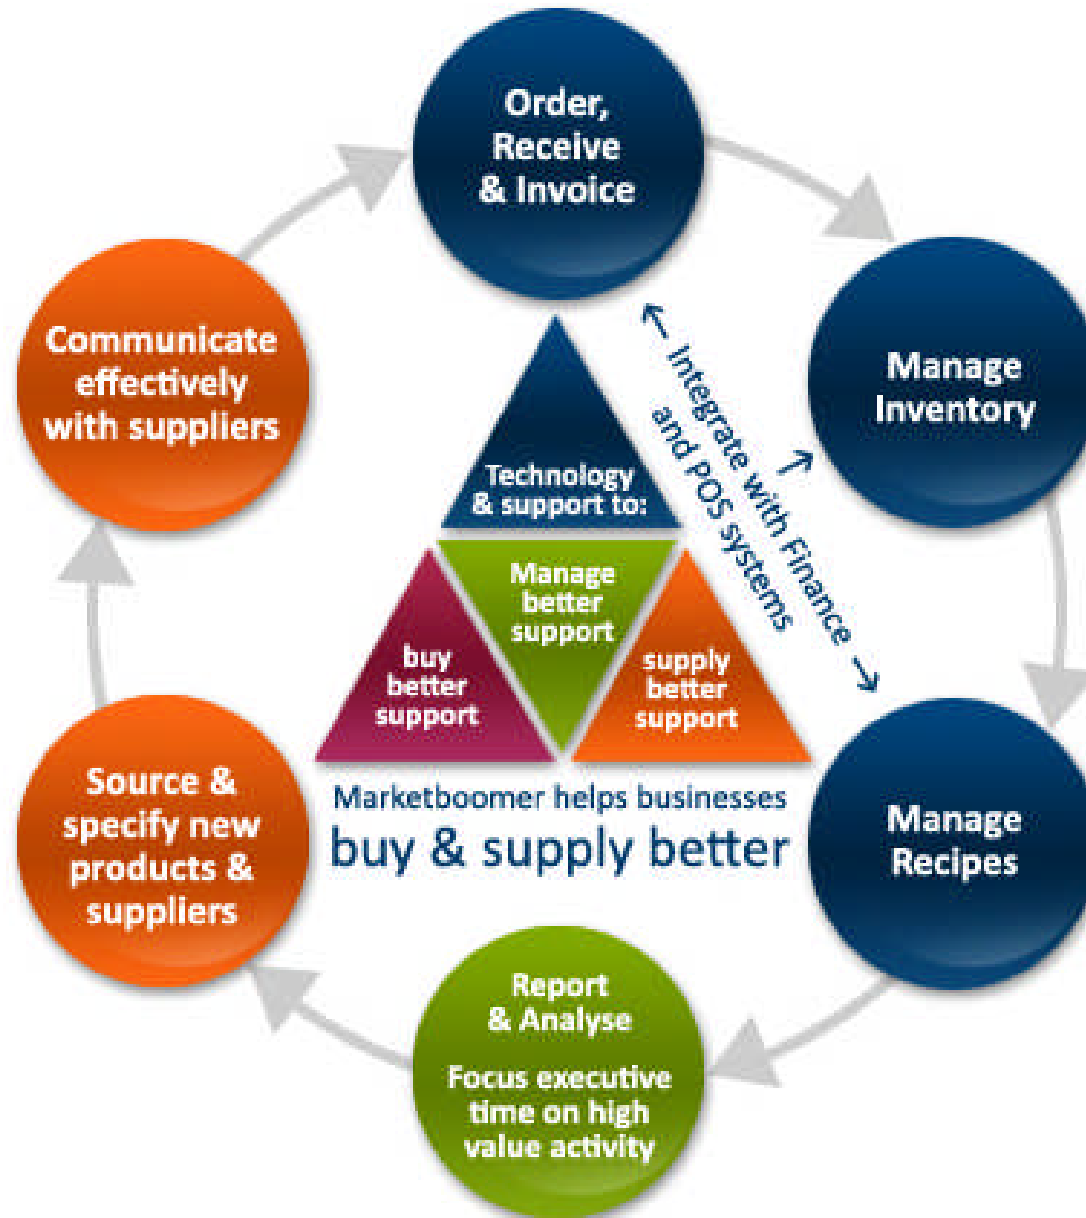 Order,
Receive
& Invoice
Manage
Inventory
Manage
Recipes
Report
& Analyse
Focus executive
time on high
value activity
Source &
specify new
products &
suppliers
Communicate
effectively
with suppliers
← Integrate with Finance →
and POS systems
→
Technology
& support to:
Manage
better
support
buy
better
support
supply
better
support
Marketboomer helps businesses
buy & supply better